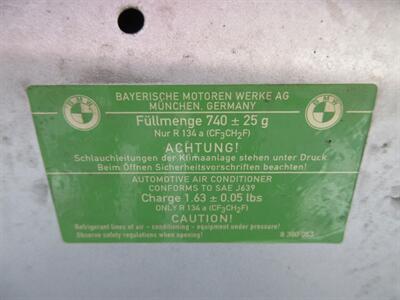 BMW BMW
BAYERISCHE MOTOREN WERKE AG
MÜNCHEN, GERMANY
Füllmenge 740 ± 25 g
Nur R 134 a (CF₃CH₂F)
ACHTUNG!
Schlauchleitungen der Klimaanlage stehen unter Druck
Beim Öffnen Sicherheitsvorschriften beachten!
AUTOMOTIVE AIR CONDITIONER
CONFORMS TO SAE J639
Charge 1.63 ± 0.05 lbs
ONLY R 134 a (CF₃CH₂F)
CAUTION!
Refrigerant lines of air - conditioning - equipment under pressure!
Observe safety regulations when opening!